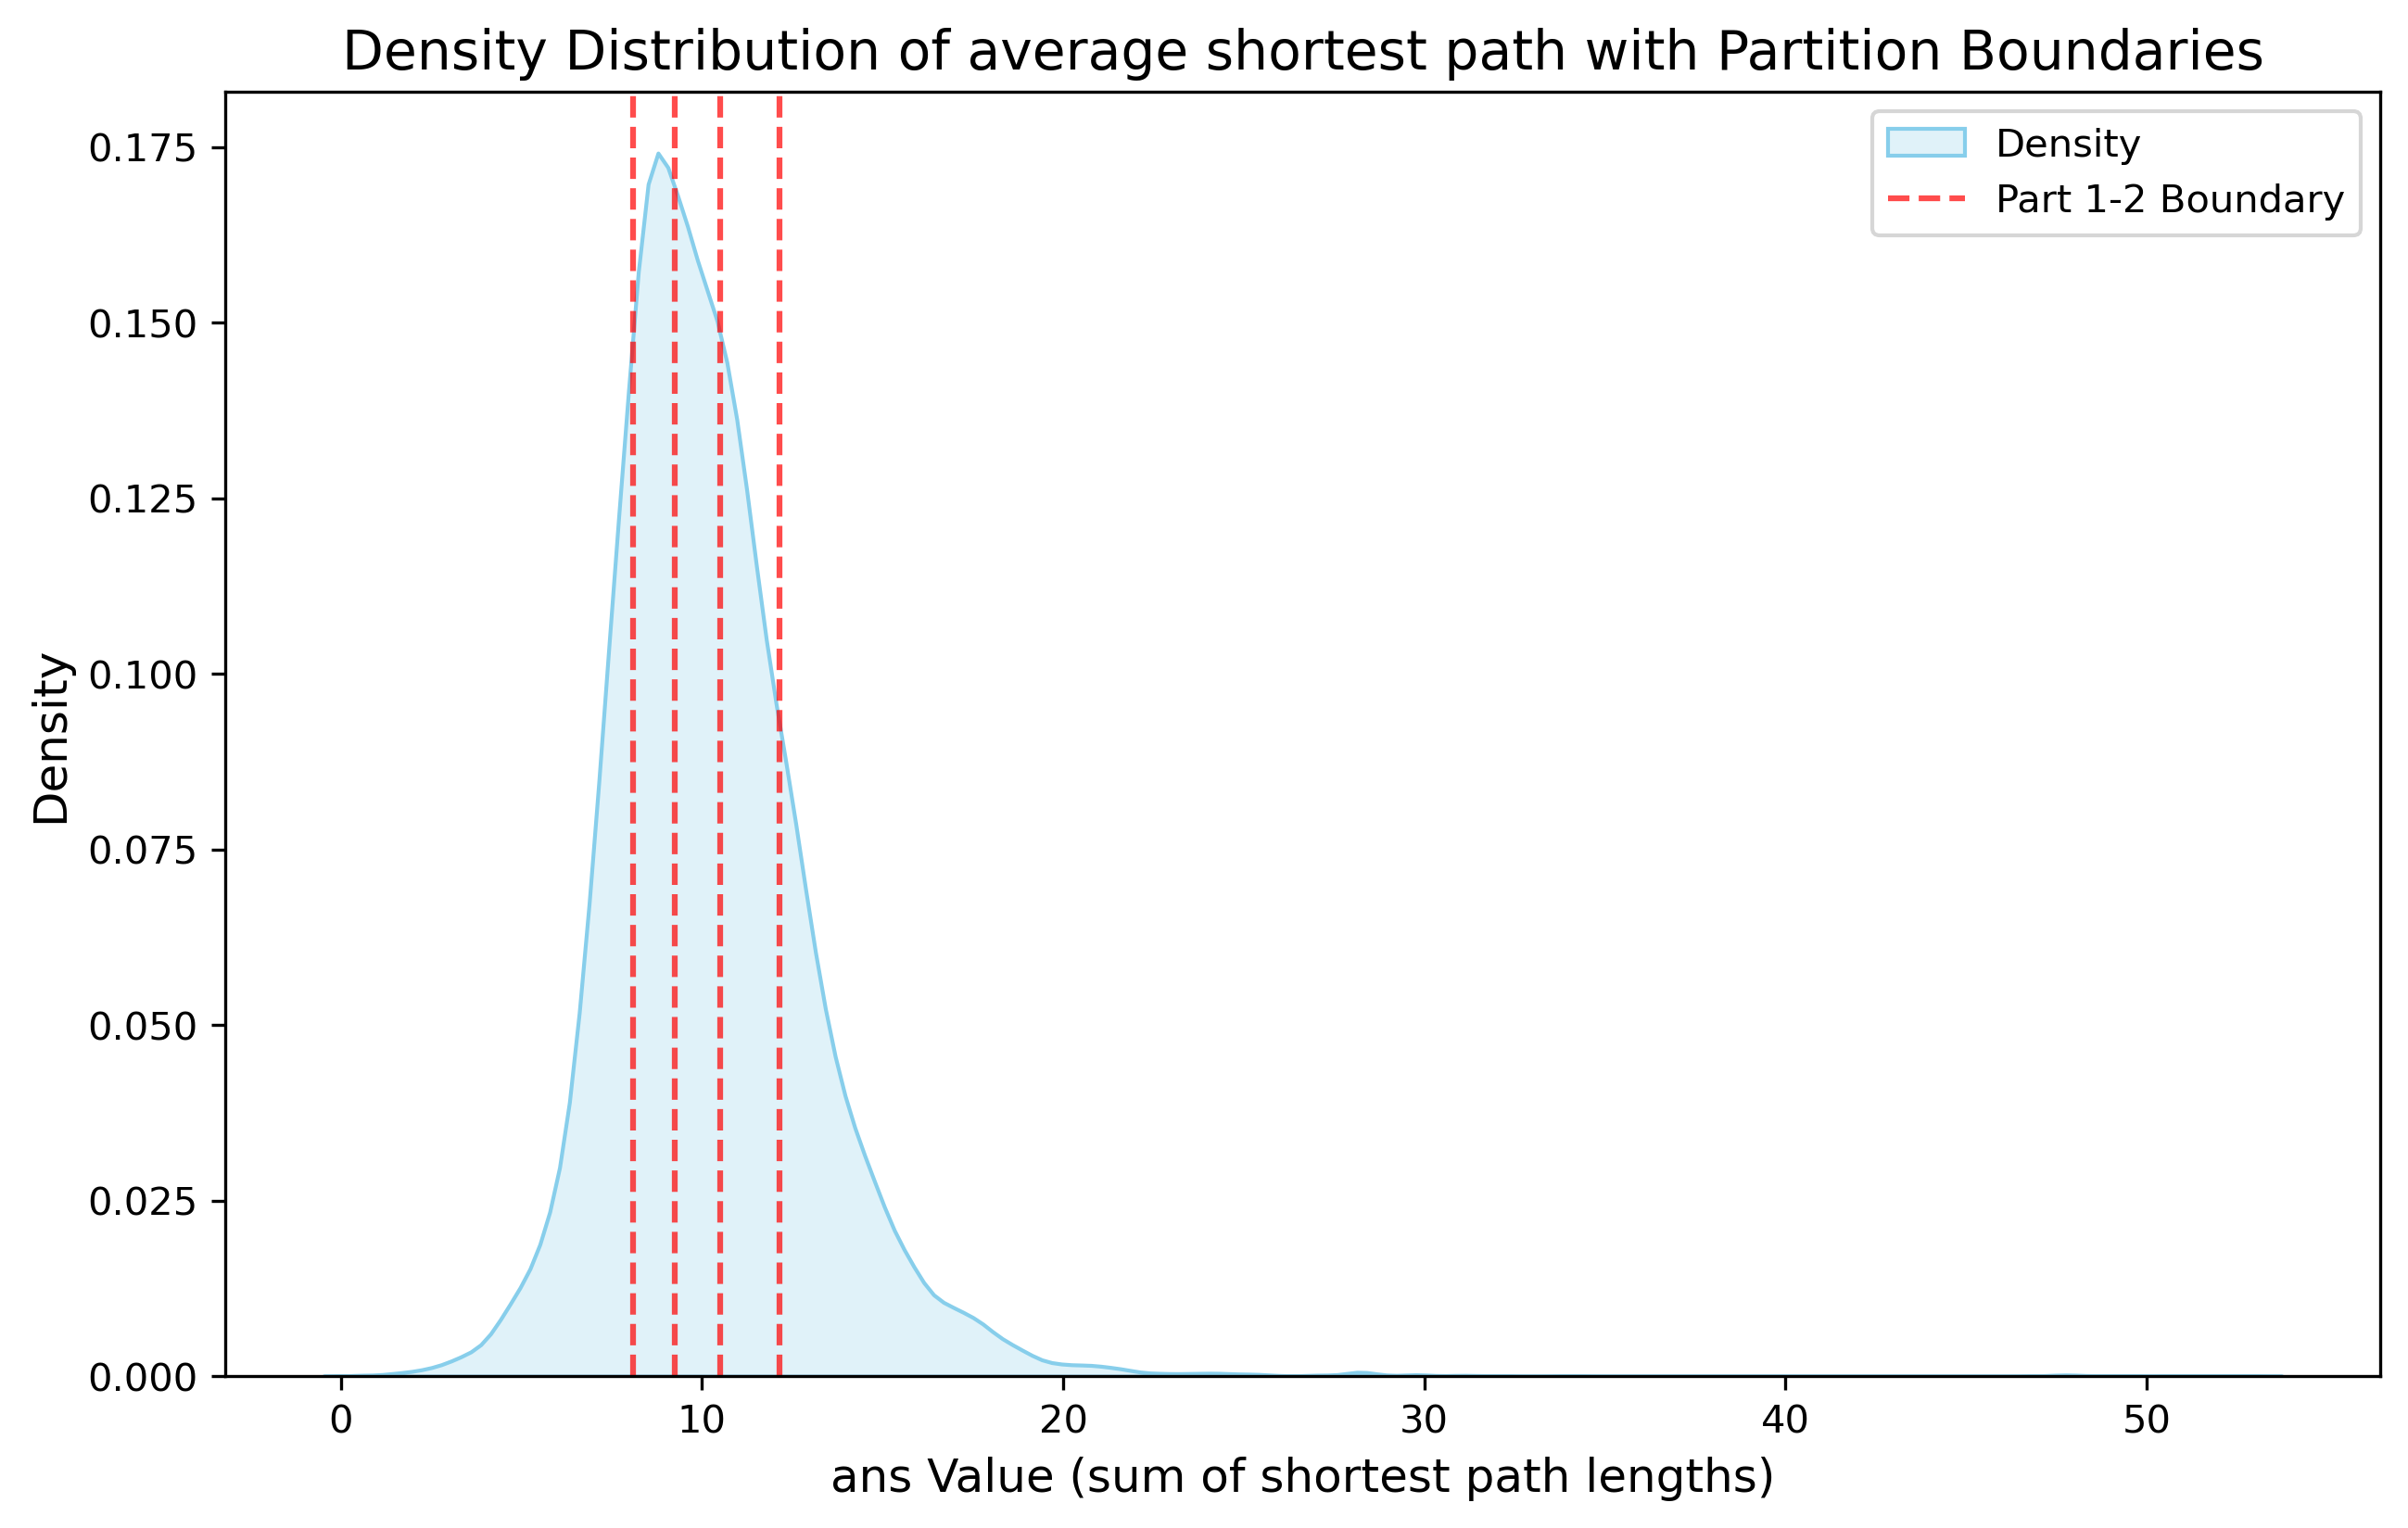 Density Distribution of average shortest path with Partition Boundaries
Density
Part 1-2 Boundary
0.175
0.150
0.125
0.100
0.075
0.050
0.025
0.000
Density
0 10 20 30 40 50
ans Value (sum of shortest path lengths)